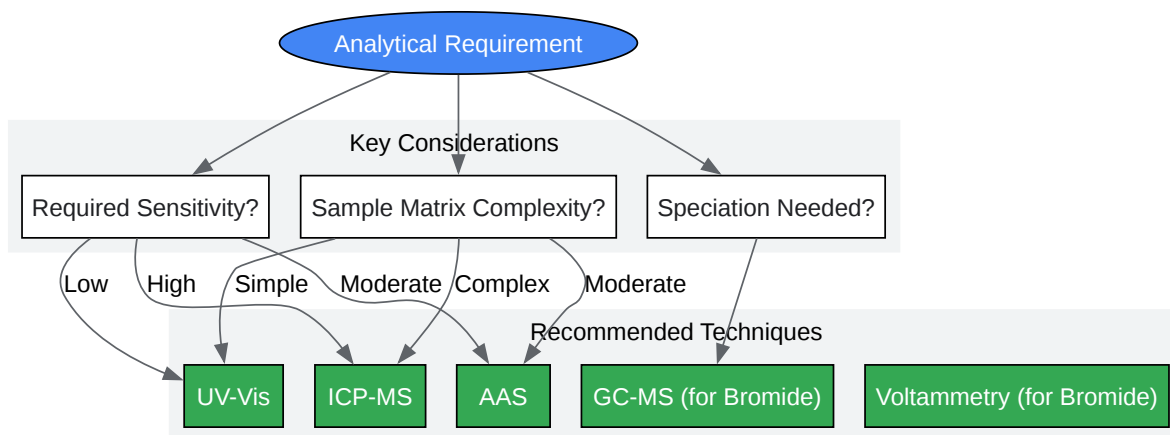 Analytical Requirement
Key Considerations
Required Sensitivity?
Sample Matrix Complexity?
Speciation Needed?
Low
High
Simple
Moderate
Complex
Moderate
Recommended Techniques
UV-Vis
ICP-MS
AAS
GC-MS (for Bromide)
Voltammetry (for Bromide)